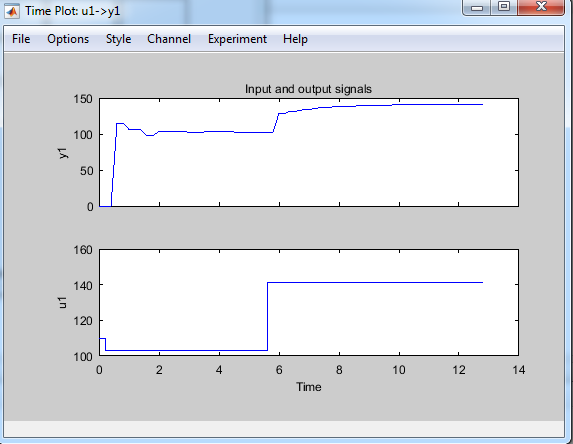 Time Plot: u1->y1
File Options Style Channel Experiment Help
Input and output signals
150
100
50
0
y1
160
140
120
100
u1
0 2 4 6 8 10 12 14
Time